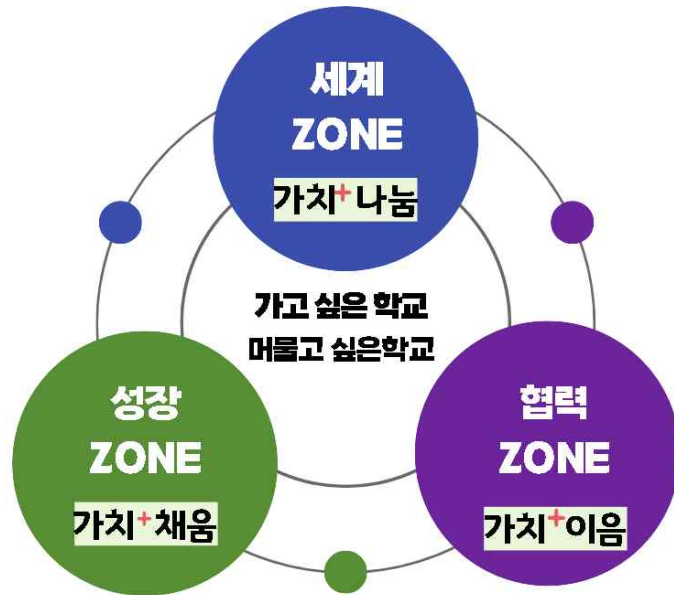 세계
ZONE
가치+나눔
가고 싶은 학교
머물고 싶은학교
성장
ZONE
가치+채움
협력
ZONE
가치+이음